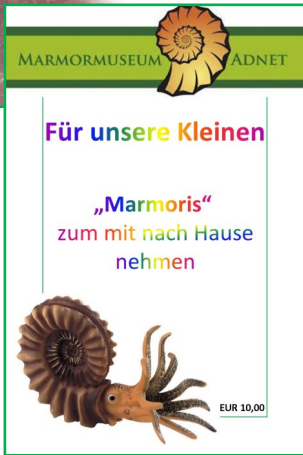 MARMORMUSEUM ADNET
Für unsere Kleinen
„Marmoris“
zum mit nach Hause
nehmen
EUR 10,00